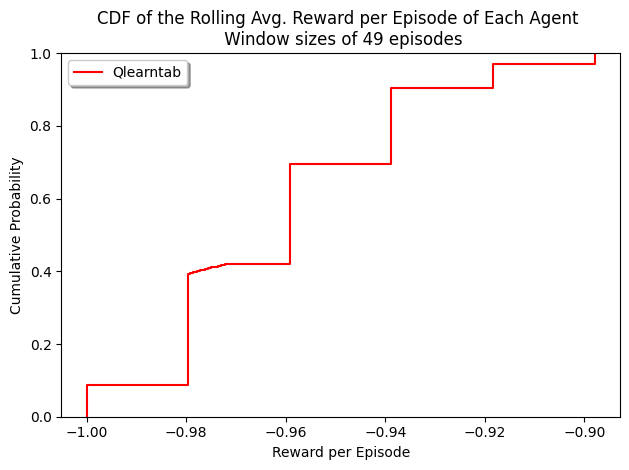 CDF of the Rolling Avg. Reward per Episode of Each Agent
Window sizes of 49 episodes
Qlearntab
1.0
0.8
0.6
0.4
0.2
0.0
Cumulative Probability
−1.00
−0.98
−0.96
−0.94
−0.92
−0.90
Reward per Episode